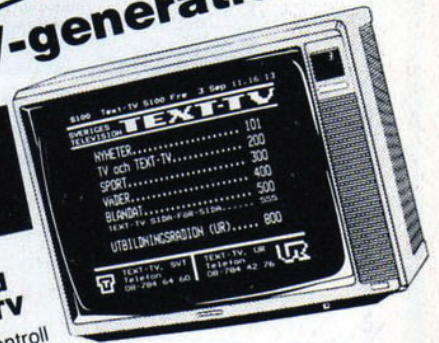 V-generati
S100 Text-TV S100 Fre 3 Sep 11.16 13
SVERIGES TELEVISION TEXT-TV
NYHETER................. 101
TV och TEXT-TV.......... 200
SPORT................... 300
VäDER................... 400
BLANDAT................. 500
TEXT-TV SIDA-FöR-SIDA...... 555
UTBILDNINGSRADION (UR)..... 800
TEXT-TV, SVT
Telefon
08-784 64 60
TEXT-TV, UR
Telefon
08-784 42 76
UR
TV
ntroll